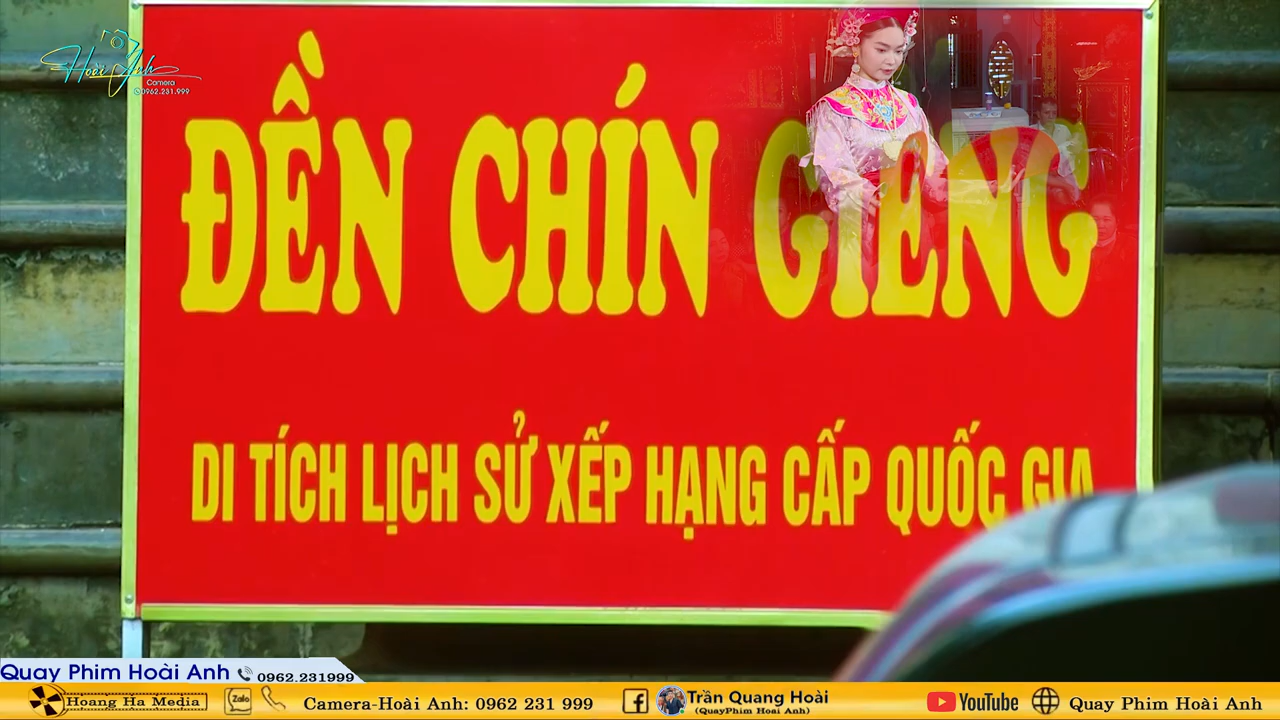 Hoài Anh
Camera
0962.231.999
ĐỀN CHÍN GIẾNG
DI TÍCH LỊCH SỬ XẾP HẠNG CẤP QUỐC GIA
Quay Phim Hoài Anh 0962.231999
Hoang Ha Media Zalo Camera-Hoài Anh: 0962 231 999 Trần Quang Hoài YouTube Quay Phim Hoài Anh
(QuayPhim Hoai Anh)